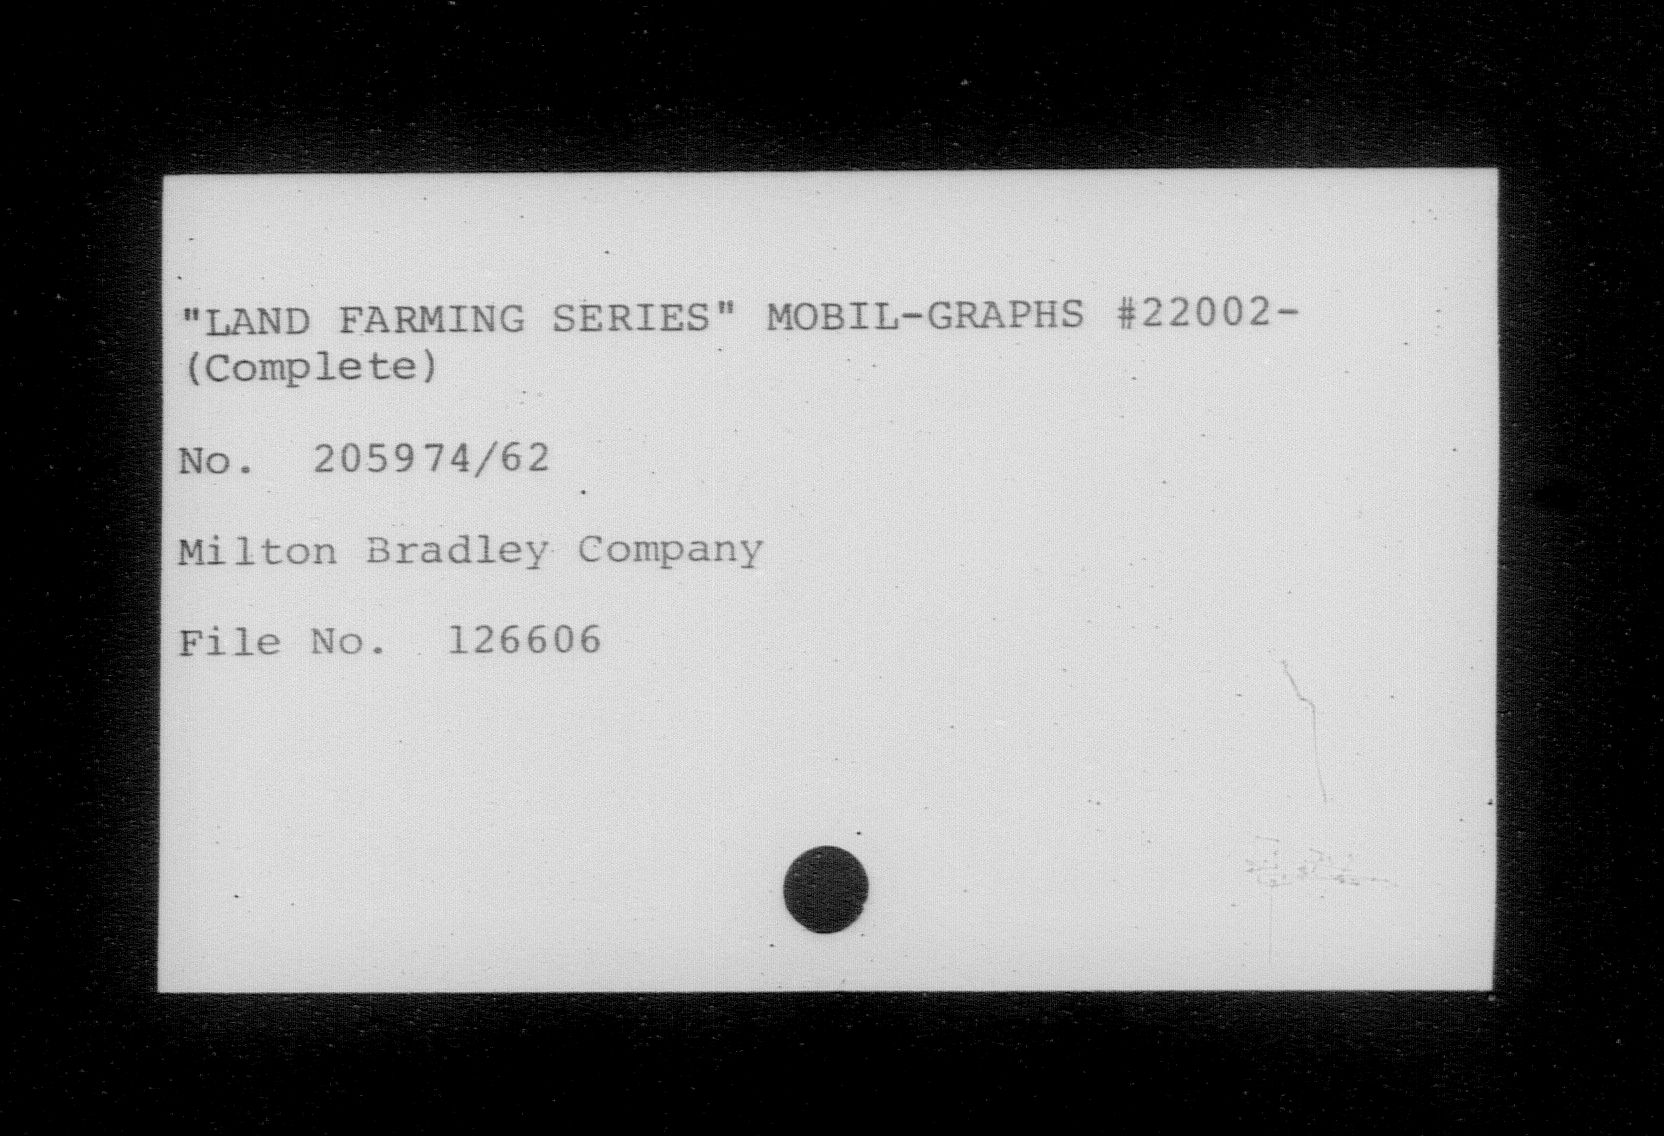 "LAND FARMING SERIES" MOBIL-GRAPHS #22002-
(Complete)
No. 205974/62
Milton Bradley Company
File No. 126606